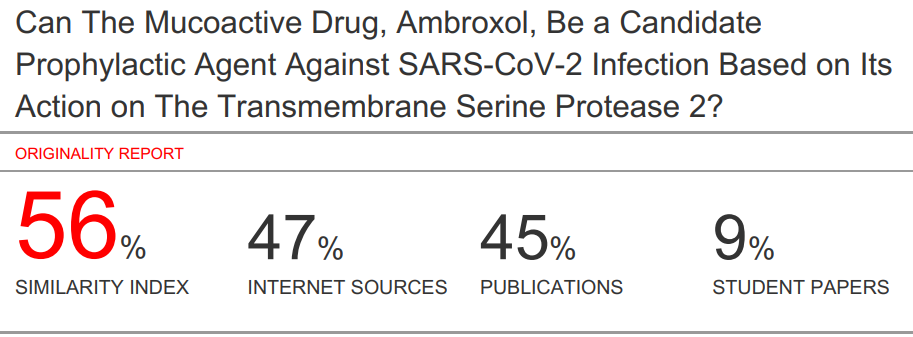 Can The Mucoactive Drug, Ambroxol, Be a Candidate
Prophylactic Agent Against SARS-CoV-2 Infection Based on Its
Action on The Transmembrane Serine Protease 2?
ORIGINALITY REPORT
56% 47% 45% 9%
SIMILARITY INDEX INTERNET SOURCES PUBLICATIONS STUDENT PAPERS